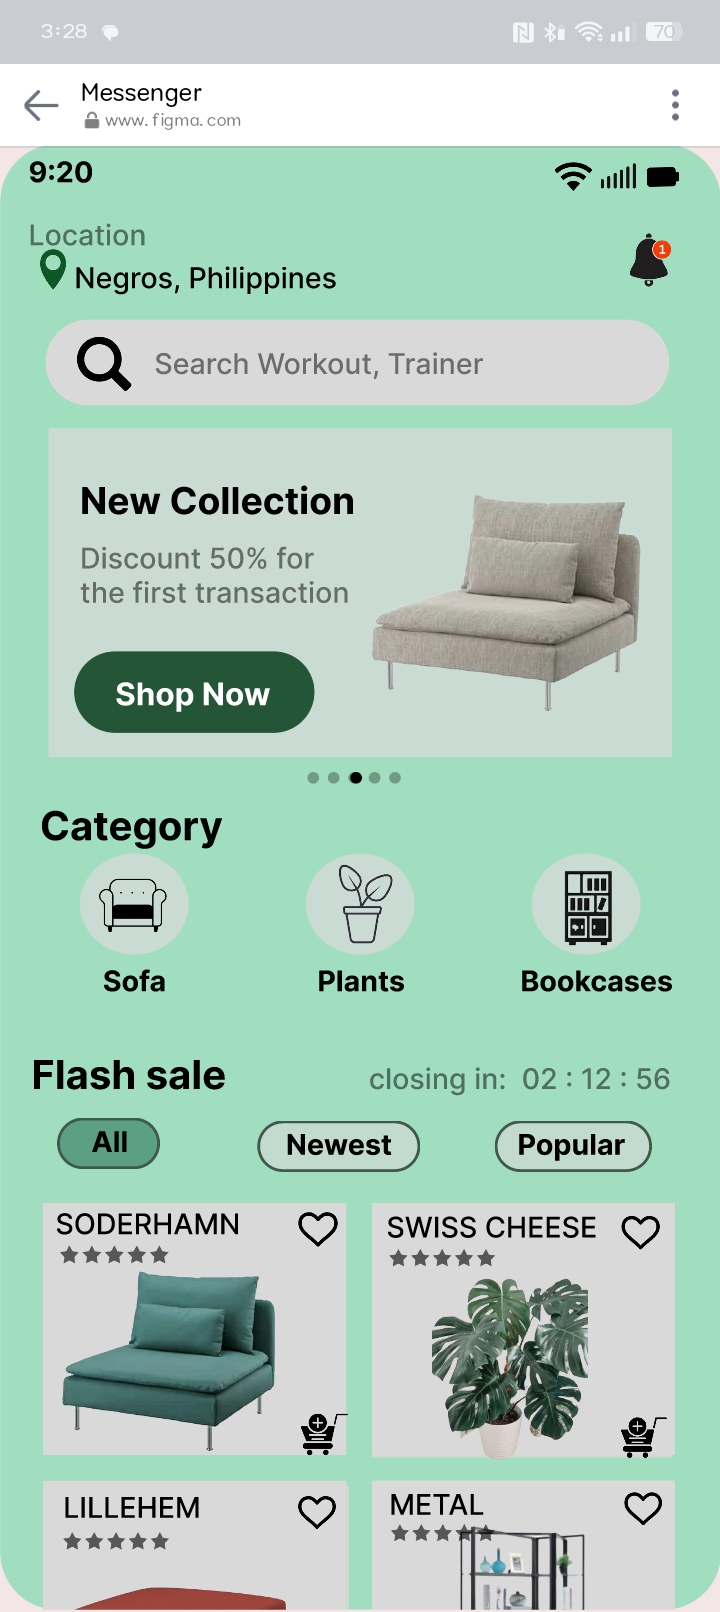 3:28
70
Messenger
www.figma.com
9:20
Location
Negros, Philippines
1
Search Workout, Trainer
New Collection
Discount 50% for
the first transaction
Shop Now
Category
Sofa
Plants
Bookcases
Flash sale
closing in: 02 : 12 : 56
All
Newest
Popular
SODERHAMN
SWISS CHEESE
LILLEHEM
METAL